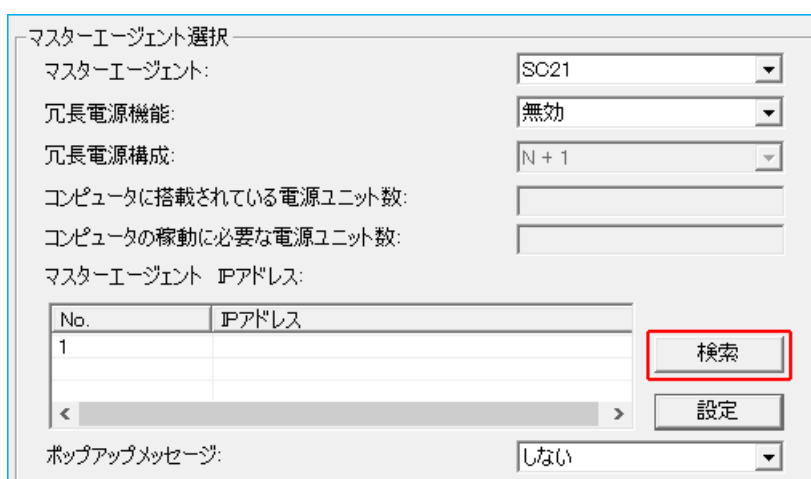 マスターエージェント選択
マスターエージェント: SC21
冗長電源機能: 無効
冗長電源構成: N + 1
コンピュータに搭載されている電源ユニット数:
コンピュータの稼動に必要な電源ユニット数:
マスターエージェント IPアドレス:
No. IPアドレス
1
検索
設定
ポップアップメッセージ: しない